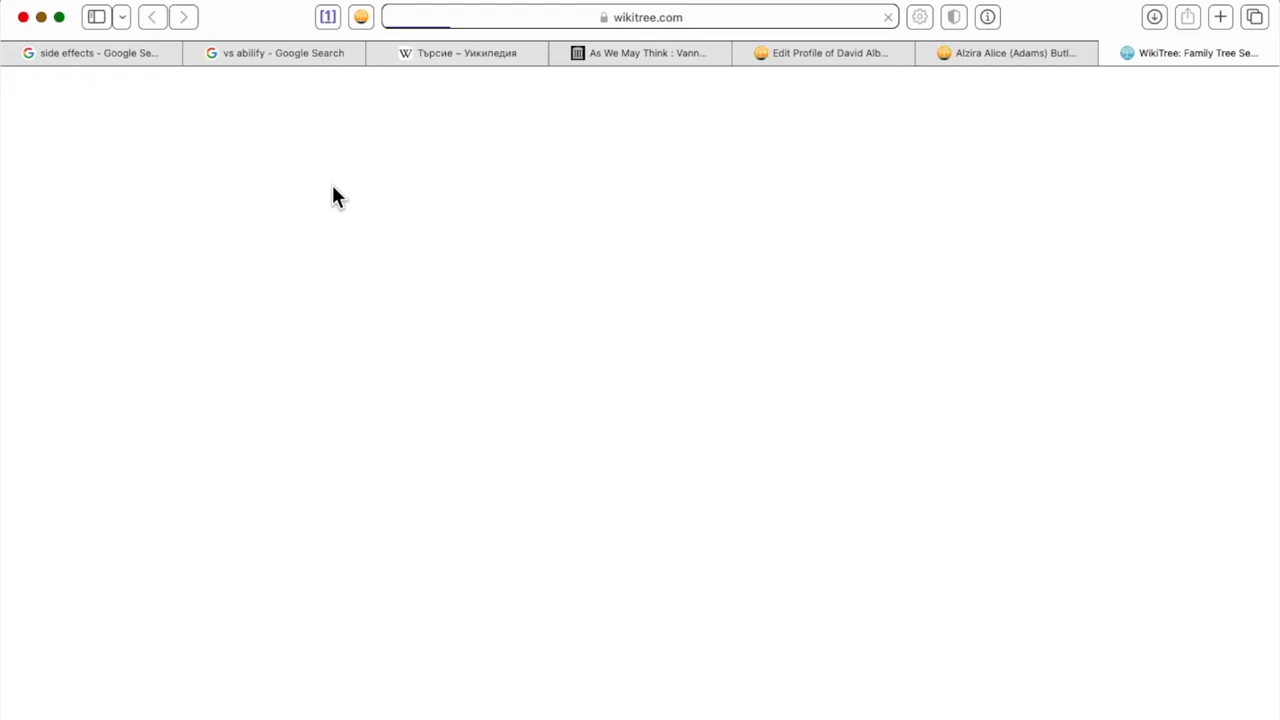 [1]
wikitree.com
side effects - Google Se...
vs abilify - Google Search
Търсие – Уикипедия
As We May Think : Vann...
Edit Profile of David Alb...
Alzira Alice (Adams) Butl...
WikiTree: Family Tree Se...